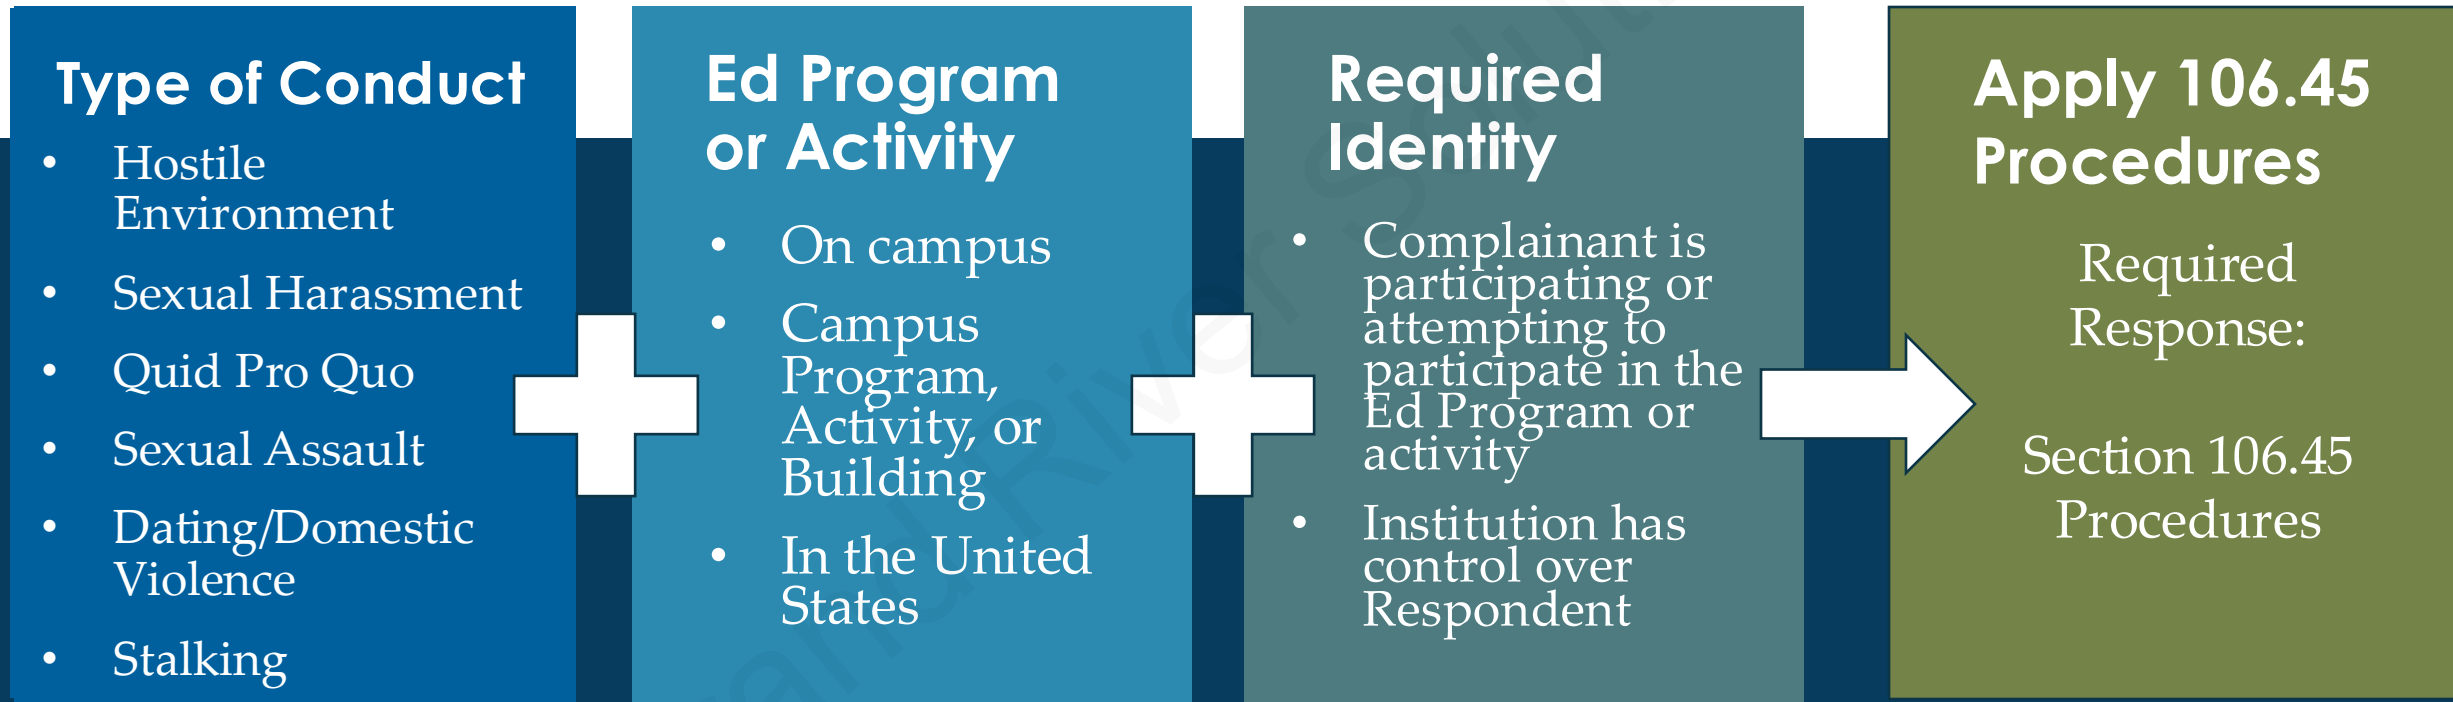 Type of Conduct
• Hostile
Environment
• Sexual Harassment
• Quid Pro Quo
• Sexual Assault
• Dating/Domestic
Violence
• Stalking
Ed Program
or Activity
• On campus
• Campus
Program,
Activity, or
Building
• In the United
States
Required
Identity
• Complainant is
participating or
attempting to
participate in the
Ed Program or
activity
• Institution has
control over
Respondent
Apply 106.45
Procedures
Required
Response:
Section 106.45
Procedures